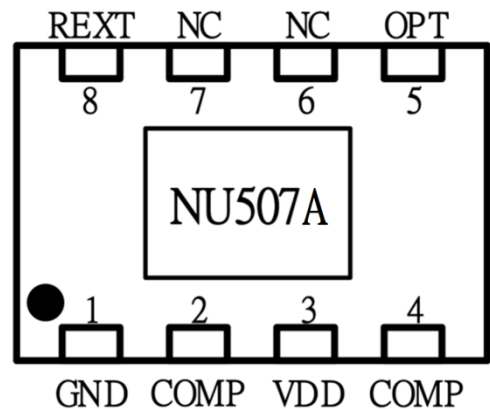 REXT NC NC OPT
8 7 6 5
NU507A
1 2 3 4
GND COMP VDD COMP